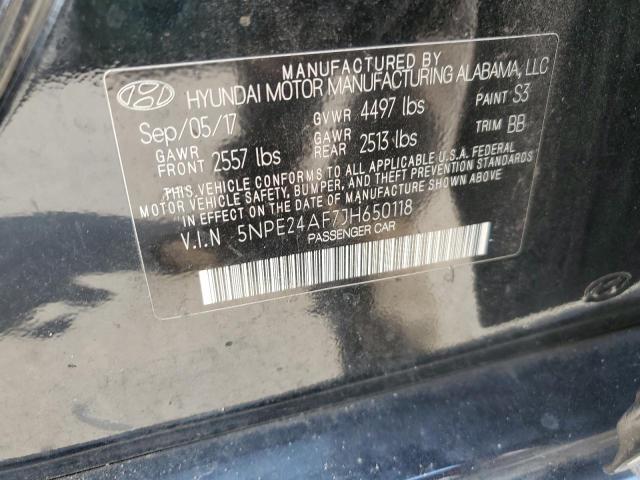 MANUFACTURED BY
HYUNDAI MOTOR MANUFACTURING ALABAMA, LLC
Sep/05/17 GVWR 4497 lbs PAINT S3
GAWR FRONT 2557 lbs GAWR REAR 2513 lbs TRIM BB
THIS VEHICLE CONFORMS TO ALL APPLICABLE U.S.A. FEDERAL
MOTOR VEHICLE SAFETY, BUMPER, AND THEFT PREVENTION STANDARDS
IN EFFECT ON THE DATE OF MANUFACTURE SHOWN ABOVE
V.I.N 5NPE24AF7JH650118
PASSENGER CAR